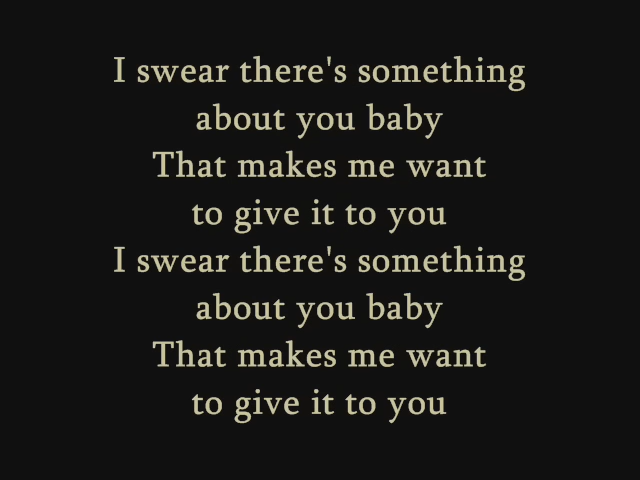 I swear there's something
about you baby
That makes me want
to give it to you
I swear there's something
about you baby
That makes me want
to give it to you